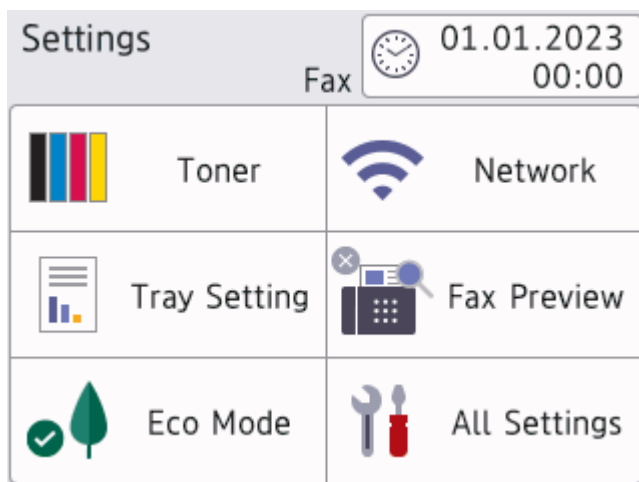 Settings
Fax
01.01.2023
00:00
Toner
Network
Tray Setting
Fax Preview
Eco Mode
All Settings